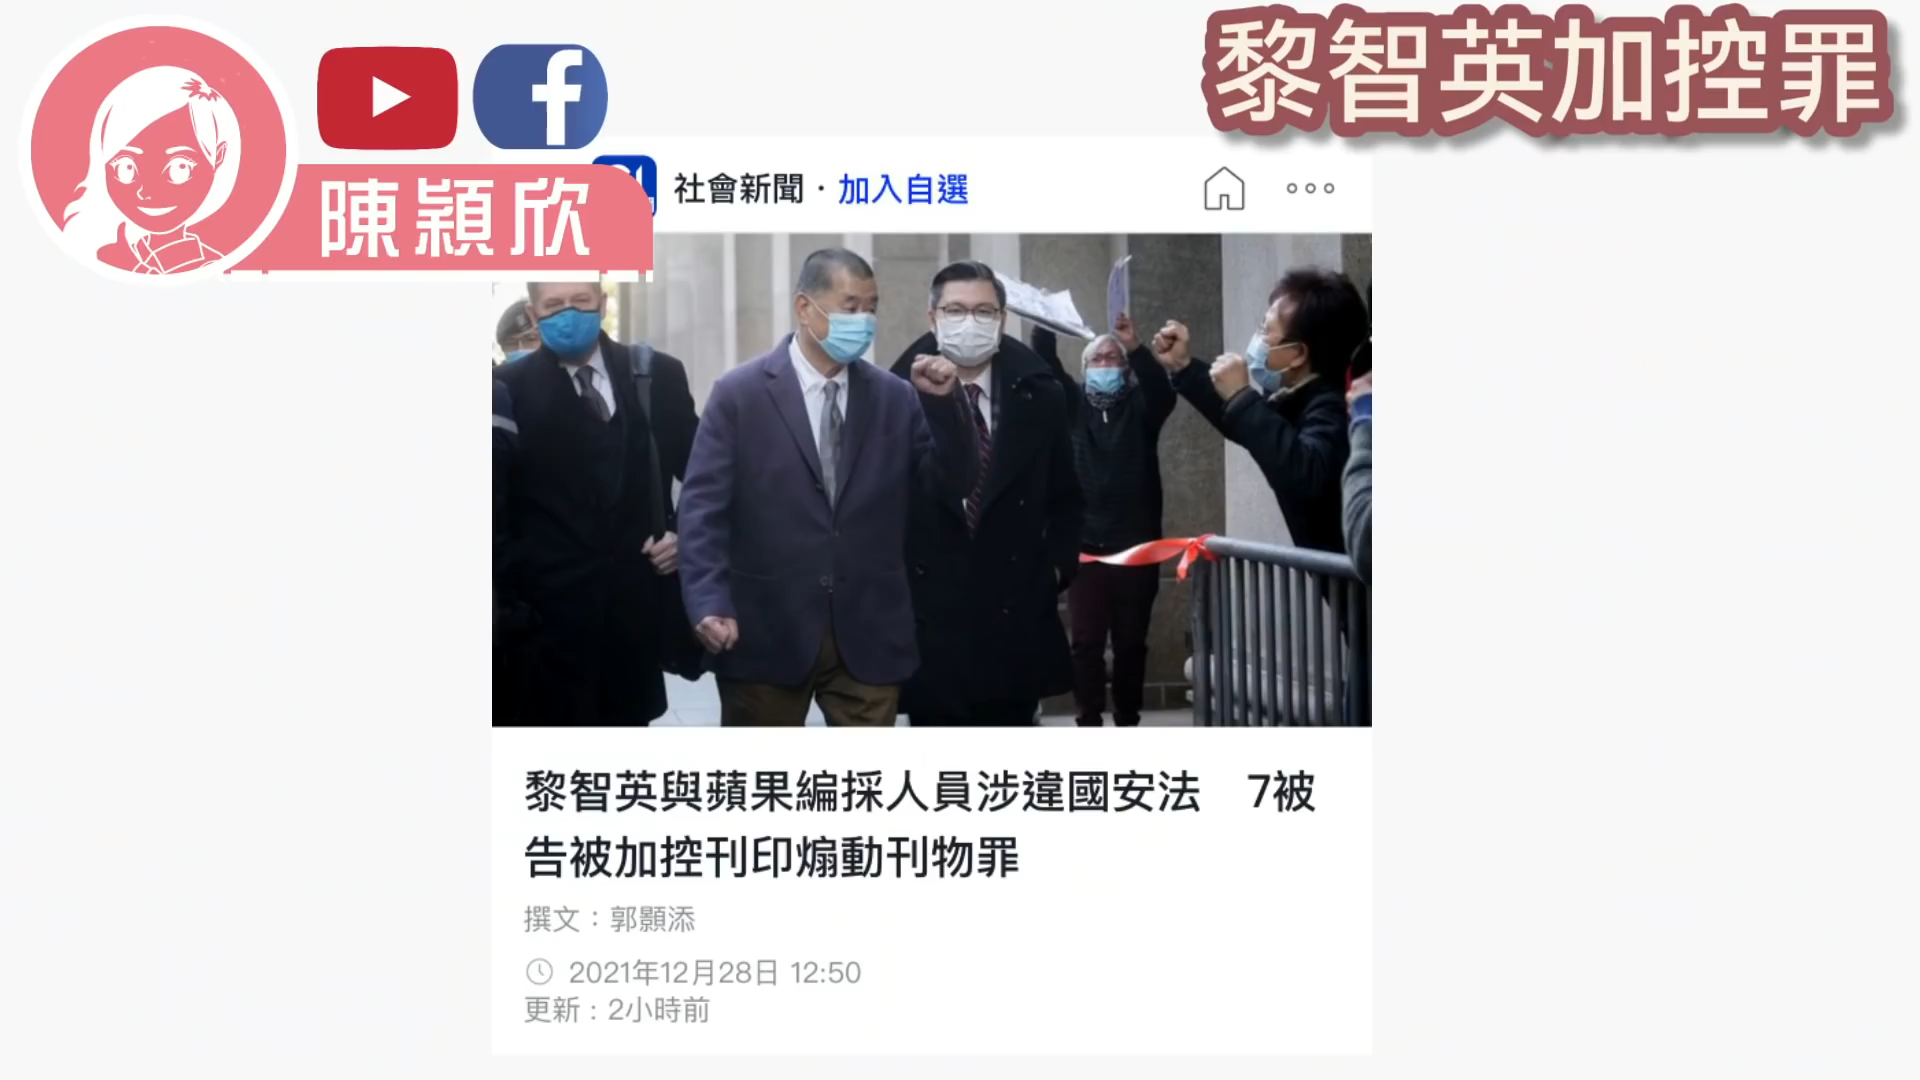 黎智英加控罪
陳穎欣
社會新聞・加入自選
黎智英與蘋果編採人員涉違國安法　7被
告被加控刊印煽動刊物罪
撰文：郭顥添
2021年12月28日 12:50
更新：2小時前